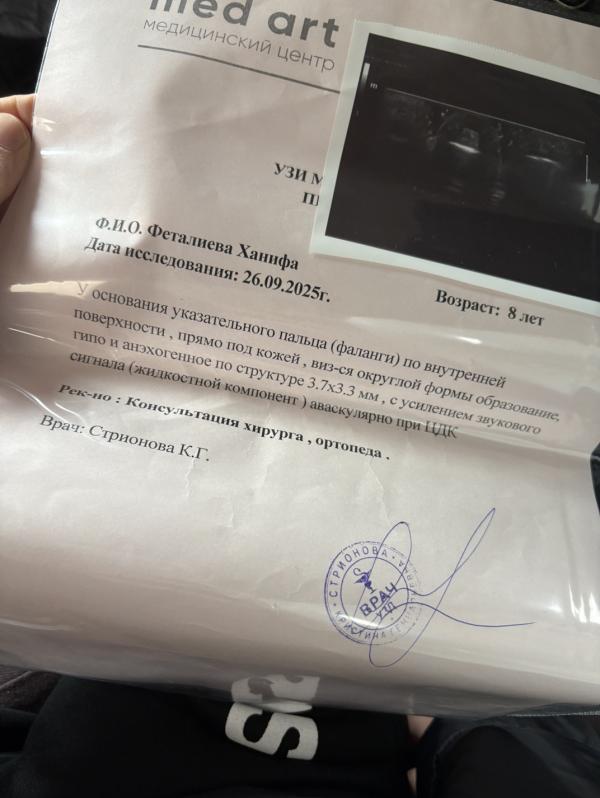 med art
медицинский центр
УЗИ М
Ф.И.О. Феталиева Ханифа
Дата исследования: 26.09.2025г.
Возраст: 8 лет
У основания указательного пальца (фаланги) по внутренней
поверхности , прямо под кожей , виз-ся округлой формы образование,
гипо и анэхогенное по структуре 3.7х3.3 мм , с усилением звукового
сигнала (жидкостной компонент ) аваскулярно при ЦДК
Рек-но : Консультация хирурга , ортопеда .
Врач: Стрионова К.Г.
СТРИОНОВА
ВРАЧ
УЗД
КРИСТИНА